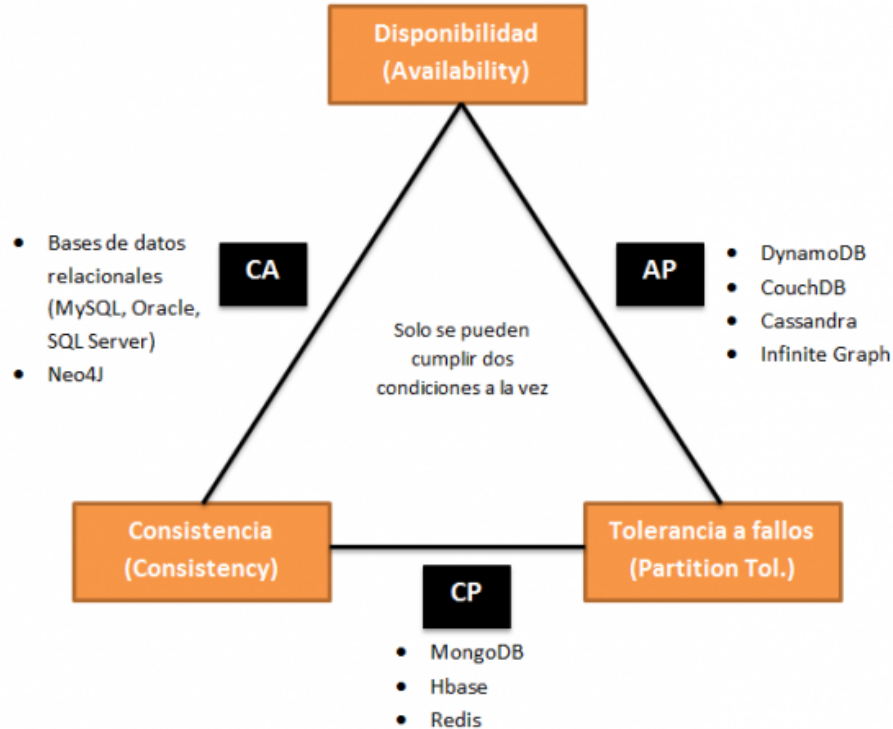 Disponibilidad
(Availability)
• Bases de datos
relacionales
(MySQL, Oracle,
SQL Server)
• Neo4J
CA
AP
• DynamoDB
• CouchDB
• Cassandra
• Infinite Graph
Solo se pueden
cumplir dos
condiciones a la vez
Consistencia
(Consistency)
Tolerancia a fallos
(Partition Tol.)
CP
• MongoDB
• Hbase
• Redis